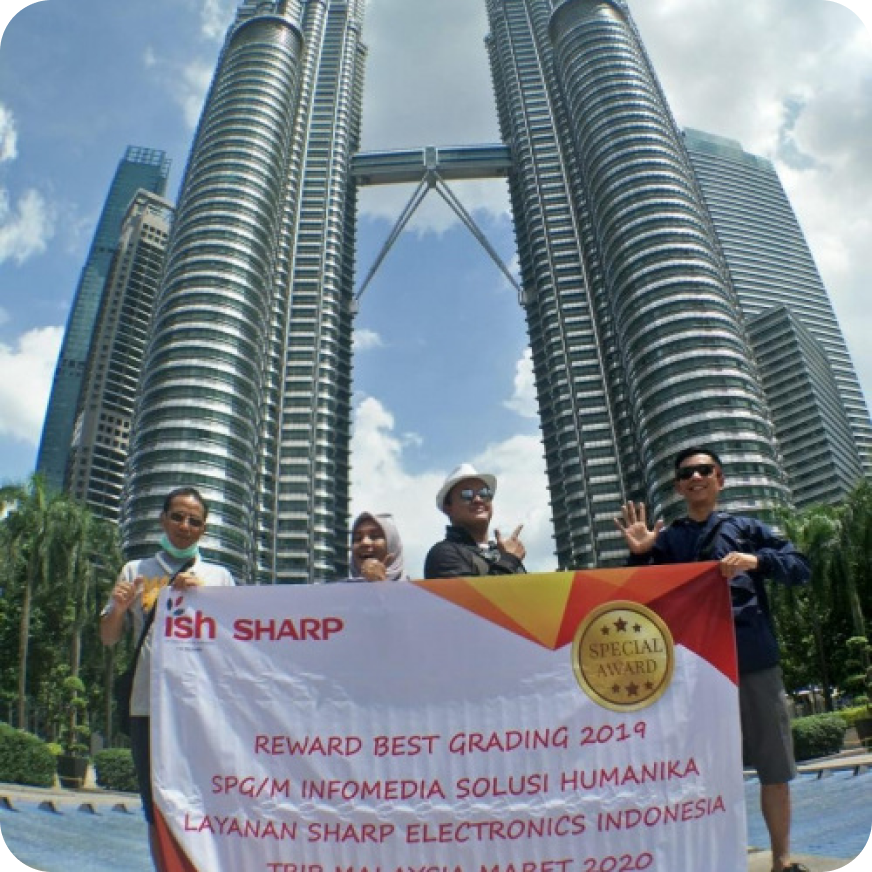 ish SHARP
SPECIAL
AWARD
REWARD BEST GRADING 2019
SPG/M INFOMEDIA SOLUSI HUMANIKA
LAYANAN SHARP ELECTRONICS INDONESIA
TRIP MALAYSIA MARET 2020